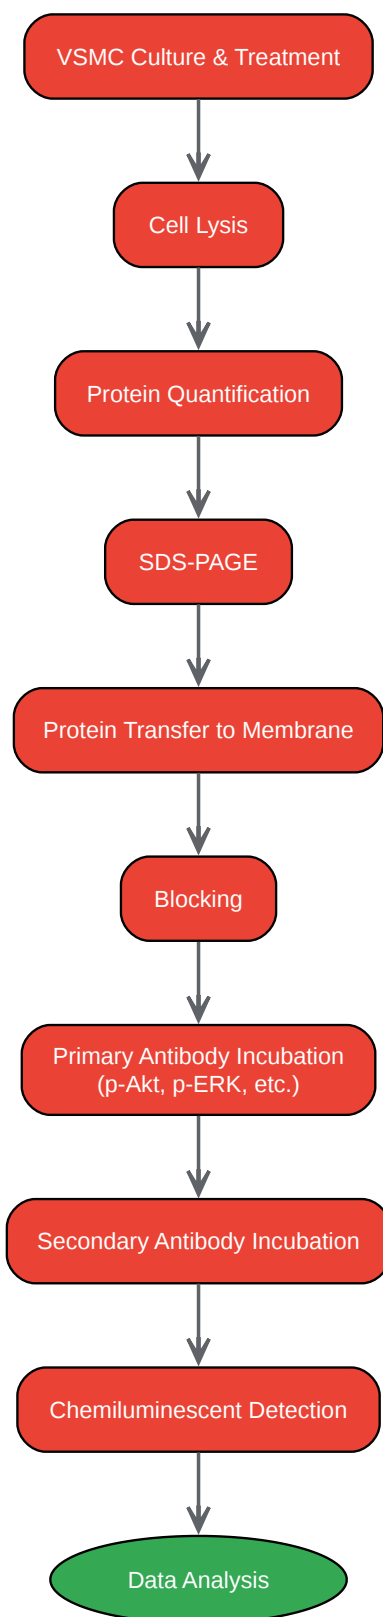 VSMC Culture & Treatment
Cell Lysis
Protein Quantification
SDS-PAGE
Protein Transfer to Membrane
Blocking
Primary Antibody Incubation
(p-Akt, p-ERK, etc.)
Secondary Antibody Incubation
Chemiluminescent Detection
Data Analysis